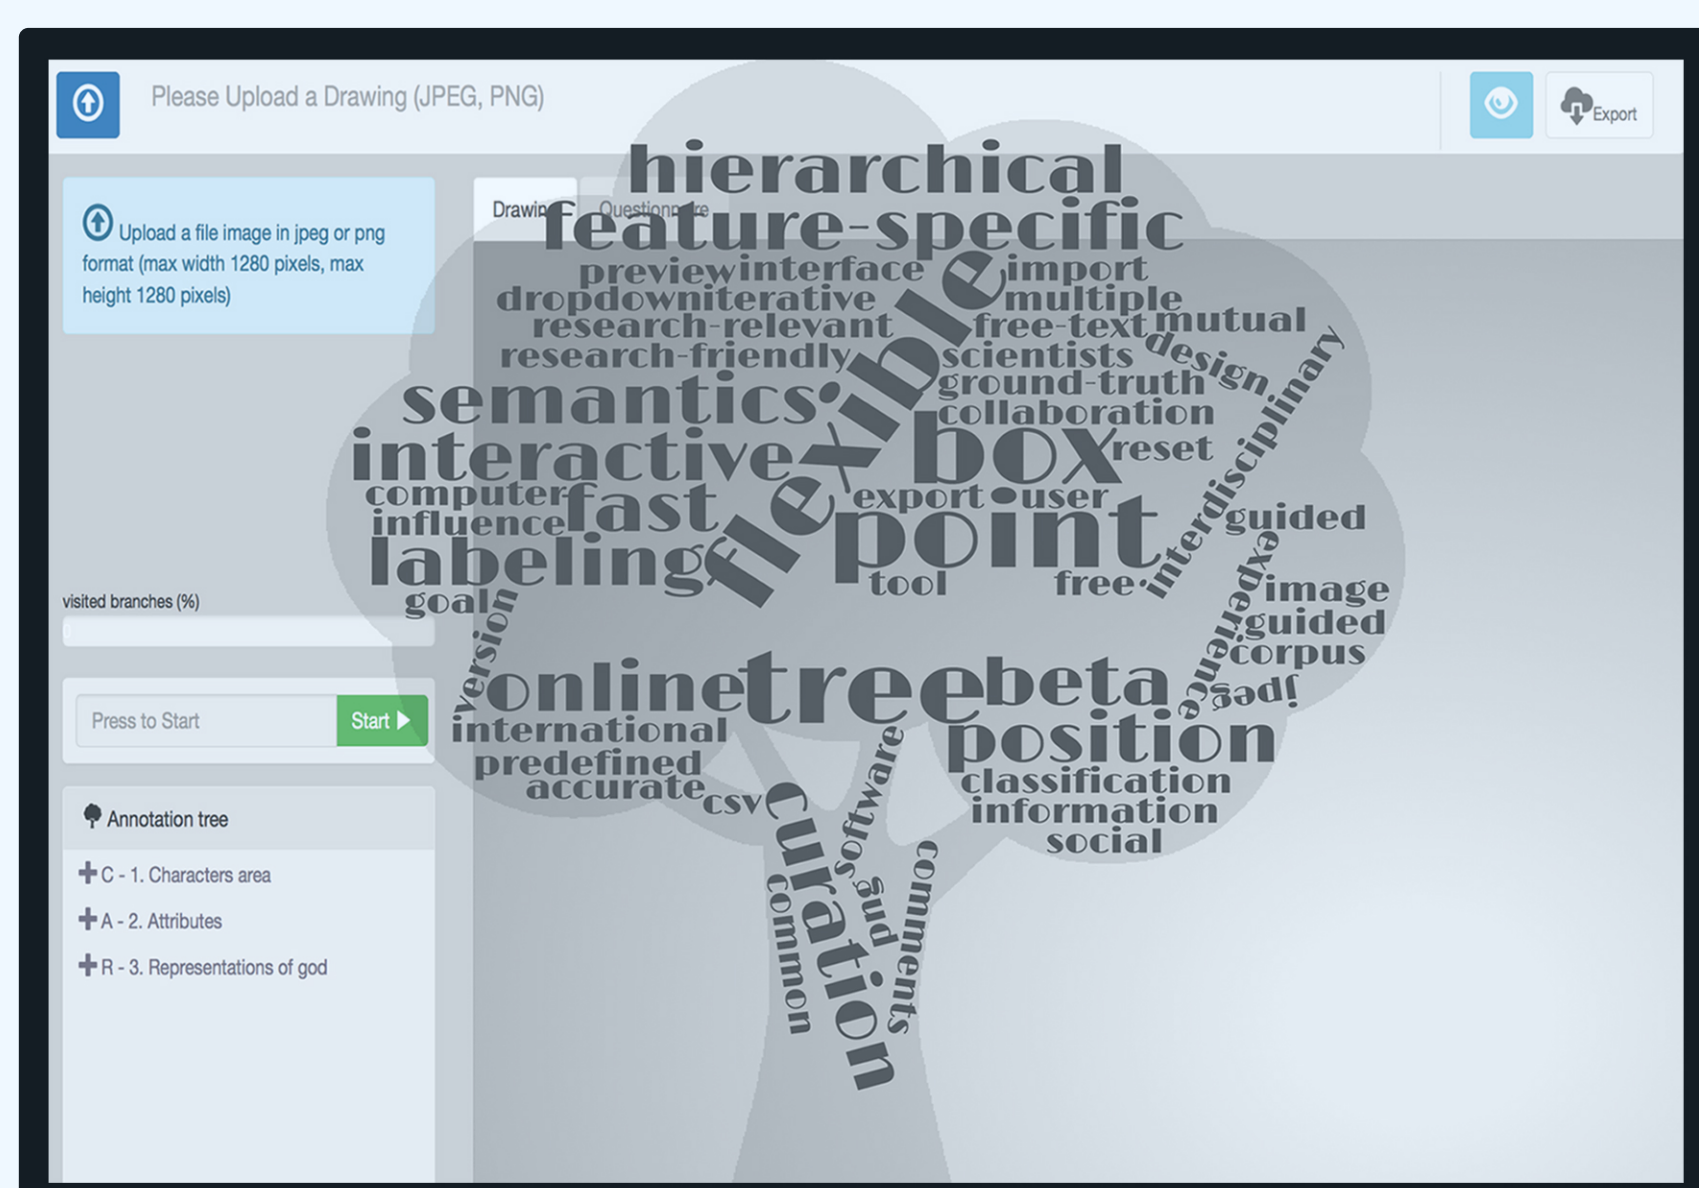 Please Upload a Drawing (JPEG, PNG)
Export
Upload a file image in jpeg or png
format (max width 1280 pixels, max
height 1280 pixels)
Drawing
Questionnaire
visited branches (%)
0
Press to Start
Start
Annotation tree
C - 1. Characters area
A - 2. Attributes
R - 3. Representations of god
hierarchical
feature-specific
preview interface import
dropdown iterative multiple
research-relevant free-text mutual
research-friendly scientists design
flexible
interdisciplinary
semantics ground-truth
collaboration
interactive box reset
computer fast export user
influence point guided
labeling tool free
experience
image
goal guided
version corpus
online tree beta jpeg
international position
predefined classification
accurate csv information
social
curation
software
common
png
comments